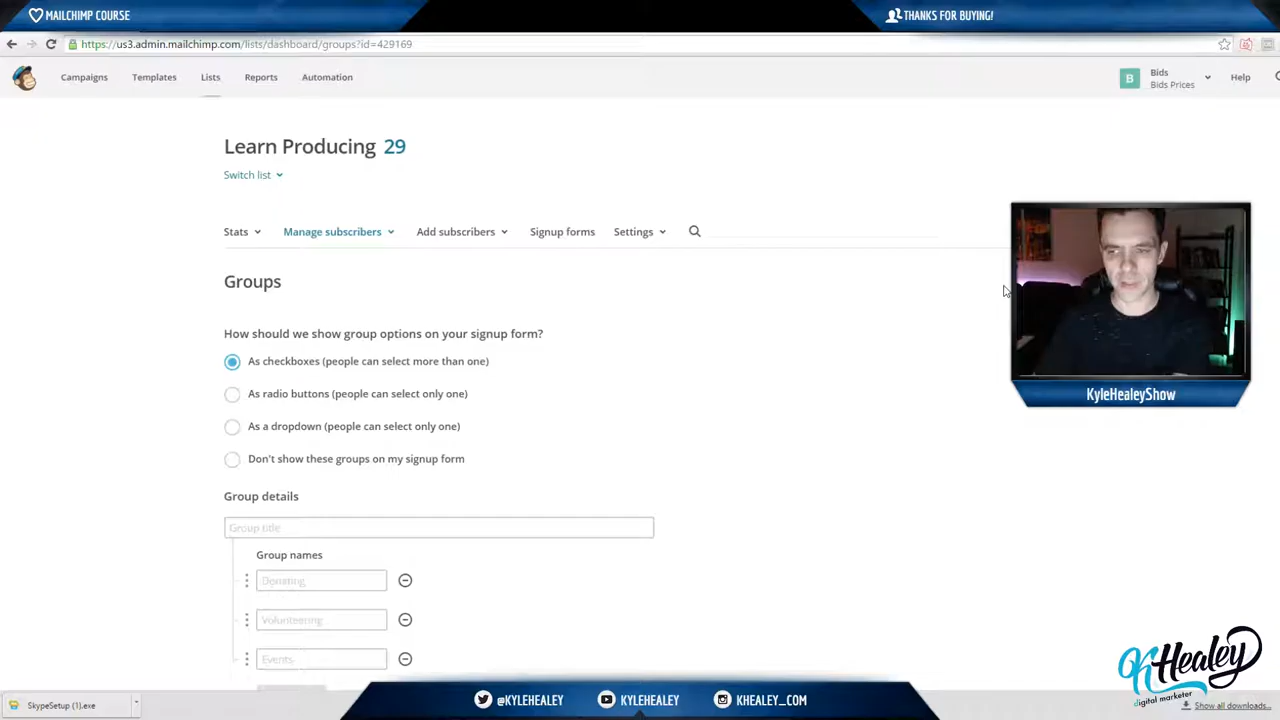 MAILCHIMP COURSE
THANKS FOR BUYING!
https://us3.admin.mailchimp.com/lists/dashboard/groups?id=429169
Campaigns
Templates
Lists
Reports
Automation
B
Bids
Bids Prices
Help
Learn Producing 29
Switch list
Stats
Manage subscribers
Add subscribers
Signup forms
Settings
Groups
How should we show group options on your signup form?
As checkboxes (people can select more than one)
As radio buttons (people can select only one)
As a dropdown (people can select only one)
Don't show these groups on my signup form
Group details
Group title
Group names
Donating
Volunteering
Events
KyleHealeyShow
KHealey
digital marketer
SkypeSetup (1).exe
@KYLEHEALEY
KYLEHEALEY
KHEALEY_COM
Show all downloads...